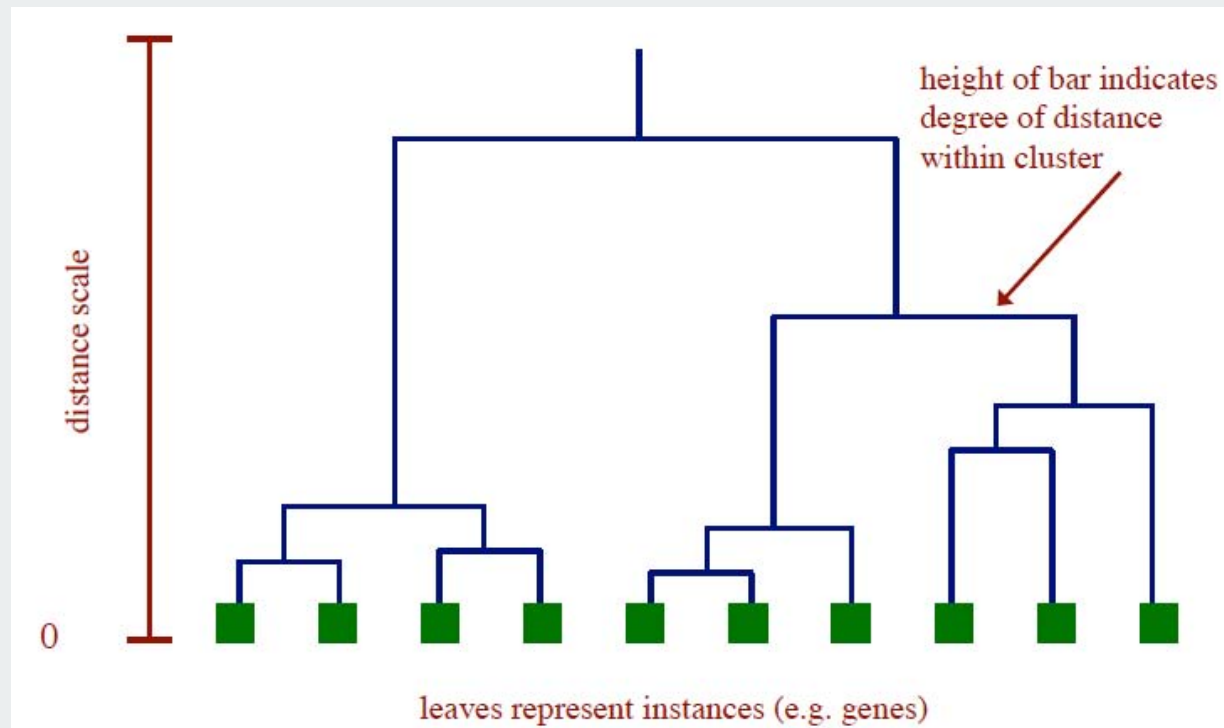 height of bar indicates
degree of distance
within cluster
distance scale
0
leaves represent instances (e.g. genes)